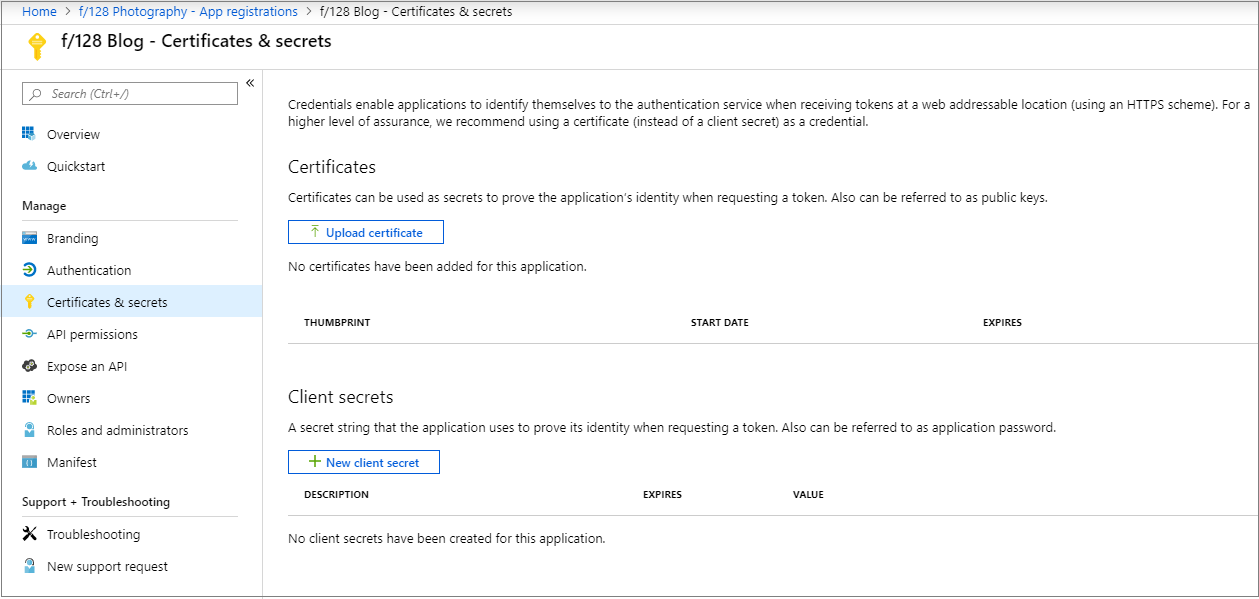 Home > f/128 Photography - App registrations > f/128 Blog - Certificates & secrets
f/128 Blog - Certificates & secrets
Search (Ctrl+/)
«
Overview
Quickstart
Manage
Branding
Authentication
Certificates & secrets
API permissions
Expose an API
Owners
Roles and administrators
Manifest
Support + Troubleshooting
Troubleshooting
New support request
Credentials enable applications to identify themselves to the authentication service when receiving tokens at a web addressable location (using an HTTPS scheme). For a
higher level of assurance, we recommend using a certificate (instead of a client secret) as a credential.
Certificates
Certificates can be used as secrets to prove the application's identity when requesting a token. Also can be referred to as public keys.
Upload certificate
No certificates have been added for this application.
THUMBPRINT START DATE EXPIRES
Client secrets
A secret string that the application uses to prove its identity when requesting a token. Also can be referred to as application password.
New client secret
DESCRIPTION EXPIRES VALUE
No client secrets have been created for this application.